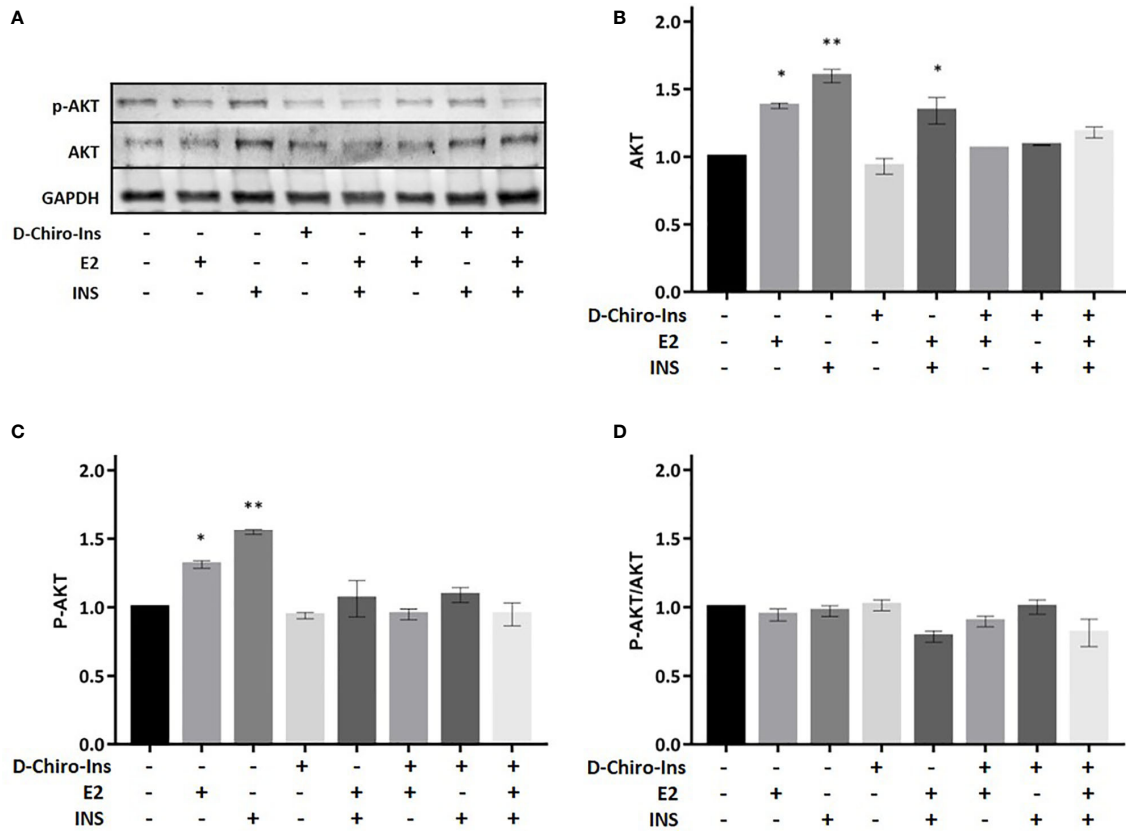 A
p-AKT
AKT
GAPDH
D-Chiro-Ins - - - + - + + +
E2 - + - - + + - +
INS - - + - + - + +
B
2.0
1.5
1.0
0.5
0.0
AKT
* ** *
D-Chiro-Ins - - - + - + + +
E2 - + - - + + - +
INS - - + - + - + +
C
2.0
1.5
1.0
0.5
0.0
P-AKT
* **
D-Chiro-Ins - - - + - + + +
E2 - + - - + + - +
INS - - + - + - + +
D
2.0
1.5
1.0
0.5
0.0
P-AKT/AKT
D-Chiro-Ins - - - + - + + +
E2 - + - - + + - +
INS - - + - + - + +